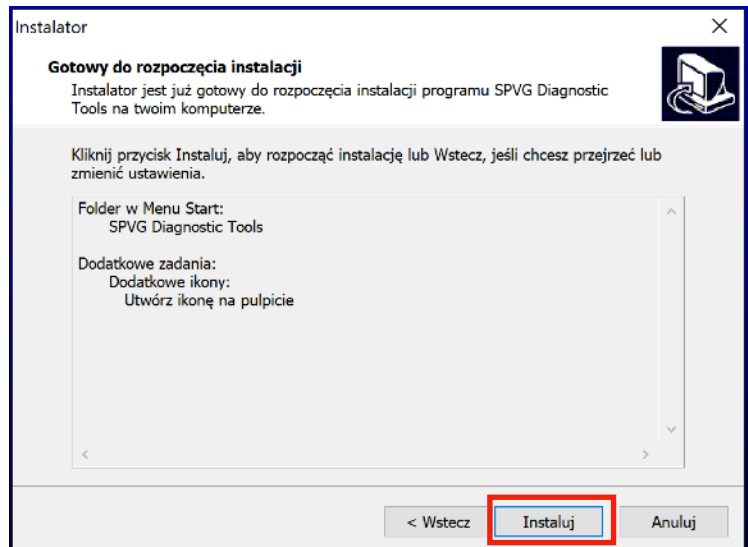 Instalator
Gotowy do rozpoczęcia instalacji
Instalator jest już gotowy do rozpoczęcia instalacji programu SPVG Diagnostic
Tools na twoim komputerze.
Kliknij przycisk Instaluj, aby rozpocząć instalację lub Wstecz, jeśli chcesz przejrzeć lub
zmienić ustawienia.
Folder w Menu Start:
SPVG Diagnostic Tools
Dodatkowe zadania:
Dodatkowe ikony:
Utwórz ikonę na pulpicie
< Wstecz
Instaluj
Anuluj